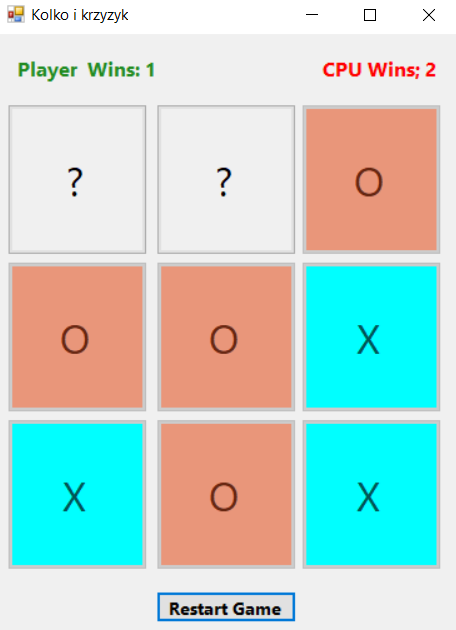 Kolko i krzyzyk
Player Wins: 1 CPU Wins; 2
? ? O
O O X
X O X
Restart Game